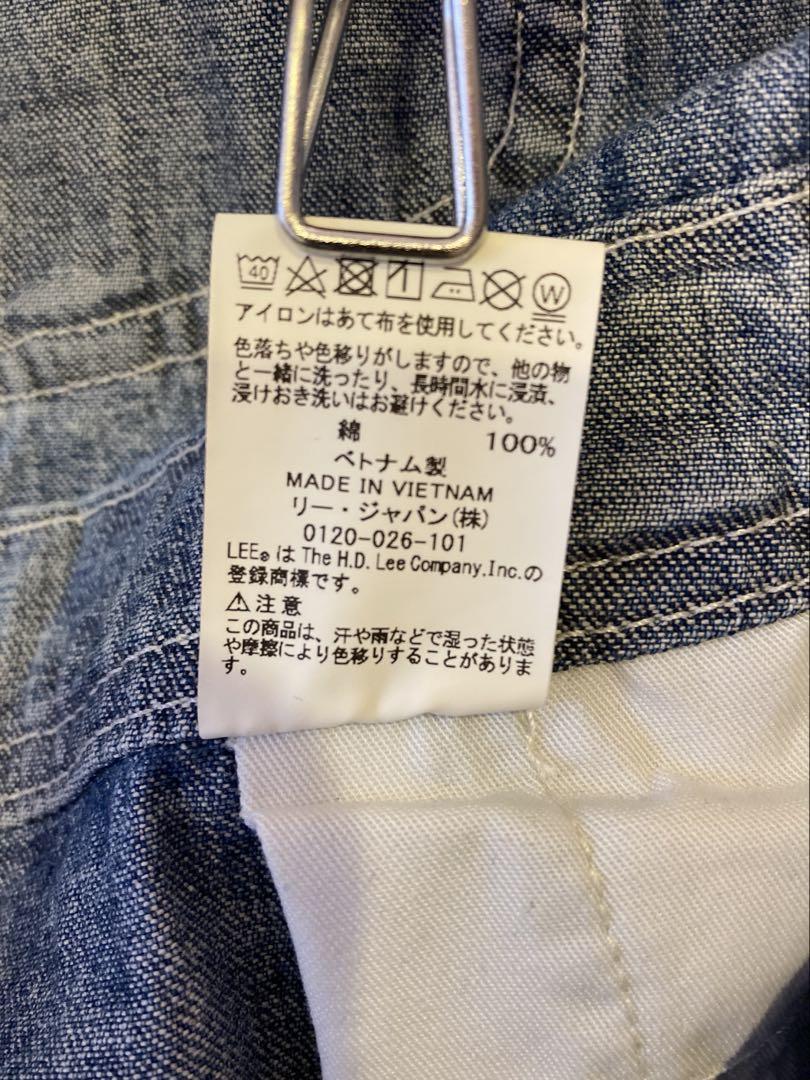 40 W
アイロンはあて布を使用してください。
色落ちや色移りがしますので、他の物
と一緒に洗ったり、長時間水に浸漬、
浸けおき洗いはお避けください。
綿 100%
ベトナム製
MADE IN VIETNAM
リー・ジャパン(株)
0120-026-101
LEE® は The H.D. Lee Company,Inc.の
登録商標です。
⚠注意
この商品は、汗や雨などで湿った状態
や摩擦により色移りすることがありま
す。